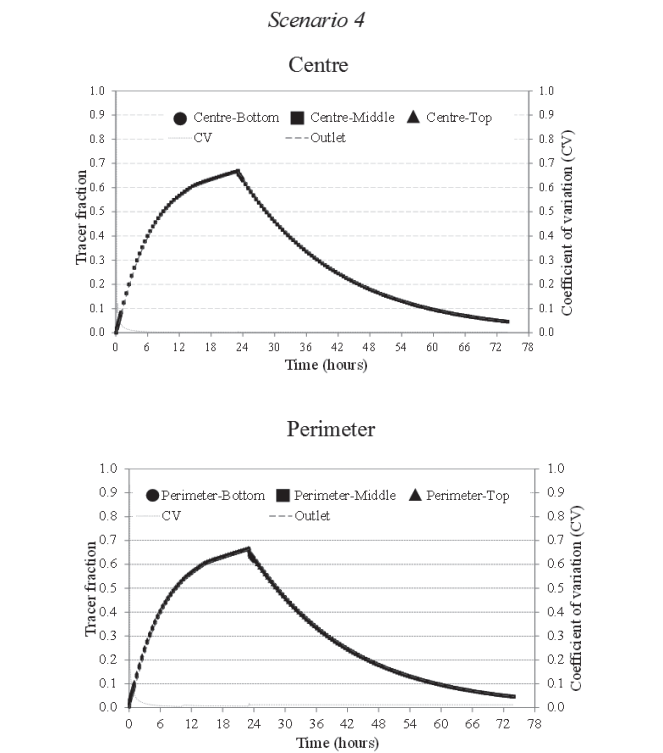 Scenario 4
Centre
1.0 1.0
0.9 0.9
Centre-Bottom Centre-Middle Centre-Top
0.8 0.8
CV Outlet
0.7 0.7
0.6 0.6
0.5 0.5
0.4 0.4
0.3 0.3
0.2 0.2
0.1 0.1
0.0 0.0
Tracer fraction
Coefficient of variation (CV)
0 6 12 18 24 30 36 42 48 54 60 66 72 78
Time (hours)
Perimeter
1.0 1.0
0.9 0.9
Perimeter-Bottom Perimeter-Middle Perimeter-Top
0.8 0.8
CV Outlet
0.7 0.7
0.6 0.6
0.5 0.5
0.4 0.4
0.3 0.3
0.2 0.2
0.1 0.1
0.0 0.0
Tracer fraction
Coefficient of variation (CV)
0 6 12 18 24 30 36 42 48 54 60 66 72 78
Time (hours)